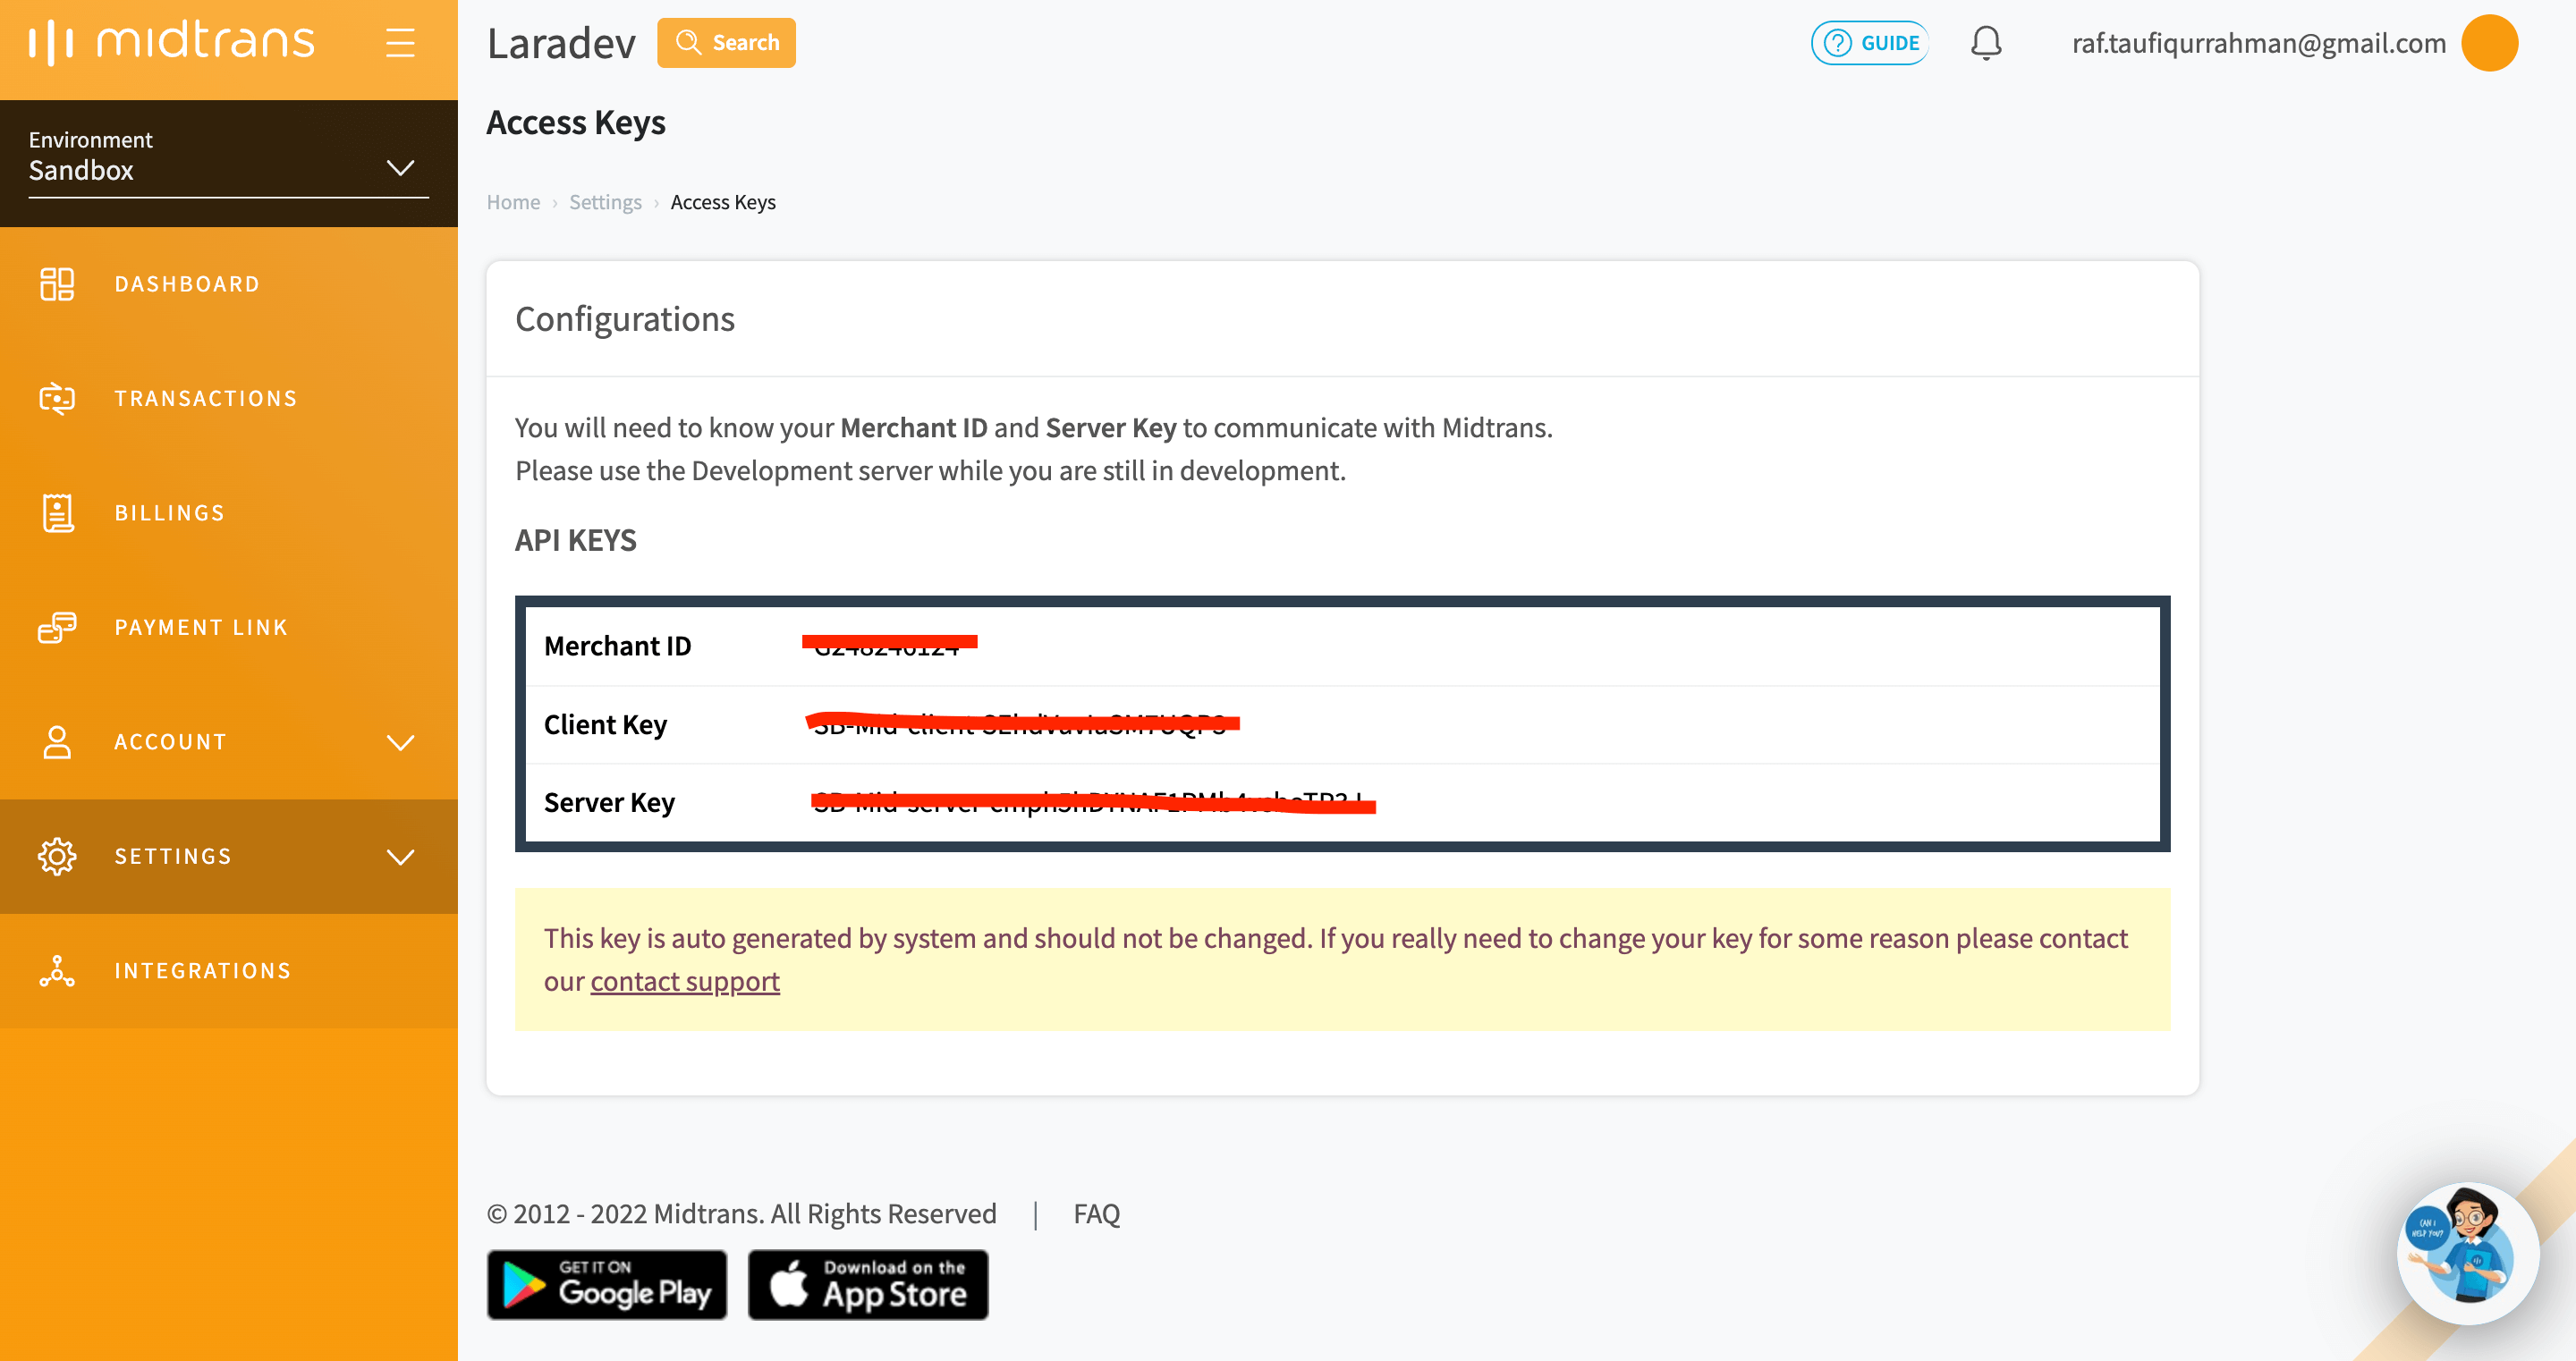 midtrans
Laradev
Search
GUIDE
raf.taufiqurrahman@gmail.com
Environment
Sandbox
Access Keys
Home › Settings › Access Keys
DASHBOARD
TRANSACTIONS
BILLINGS
PAYMENT LINK
ACCOUNT
SETTINGS
INTEGRATIONS
Configurations
You will need to know your Merchant ID and Server Key to communicate with Midtrans.
Please use the Development server while you are still in development.
API KEYS
Merchant ID
Client Key
Server Key
This key is auto generated by system and should not be changed. If you really need to change your key for some reason please contact
our contact support
© 2012 - 2022 Midtrans. All Rights Reserved | FAQ
GET IT ON
Google Play
Download on the
App Store
CAN I
HELP YOU?